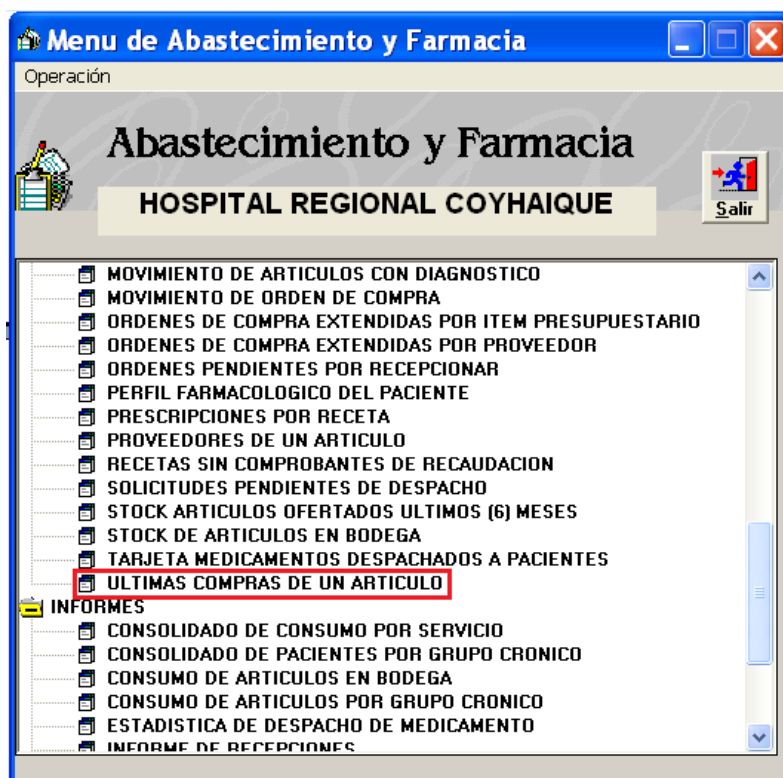 Menu de Abastecimiento y Farmacia
Operación
Abastecimiento y Farmacia
HOSPITAL REGIONAL COYHAIQUE
Salir
MOVIMIENTO DE ARTICULOS CON DIAGNOSTICO
MOVIMIENTO DE ORDEN DE COMPRA
ORDENES DE COMPRA EXTENDIDAS POR ITEM PRESUPUESTARIO
ORDENES DE COMPRA EXTENDIDAS POR PROVEEDOR
ORDENES PENDIENTES POR RECEPCIONAR
PERFIL FARMACOLOGICO DEL PACIENTE
PRESCRIPCIONES POR RECETA
PROVEEDORES DE UN ARTICULO
RECETAS SIN COMPROBANTES DE RECAUDACION
SOLICITUDES PENDIENTES DE DESPACHO
STOCK ARTICULOS OFERTADOS ULTIMOS (6) MESES
STOCK DE ARTICULOS EN BODEGA
TARJETA MEDICAMENTOS DESPACHADOS A PACIENTES
ULTIMAS COMPRAS DE UN ARTICULO
INFORMES
CONSOLIDADO DE CONSUMO POR SERVICIO
CONSOLIDADO DE PACIENTES POR GRUPO CRONICO
CONSUMO DE ARTICULOS EN BODEGA
CONSUMO DE ARTICULOS POR GRUPO CRONICO
ESTADISTICA DE DESPACHO DE MEDICAMENTO
INFORME DE RECEPCIONES